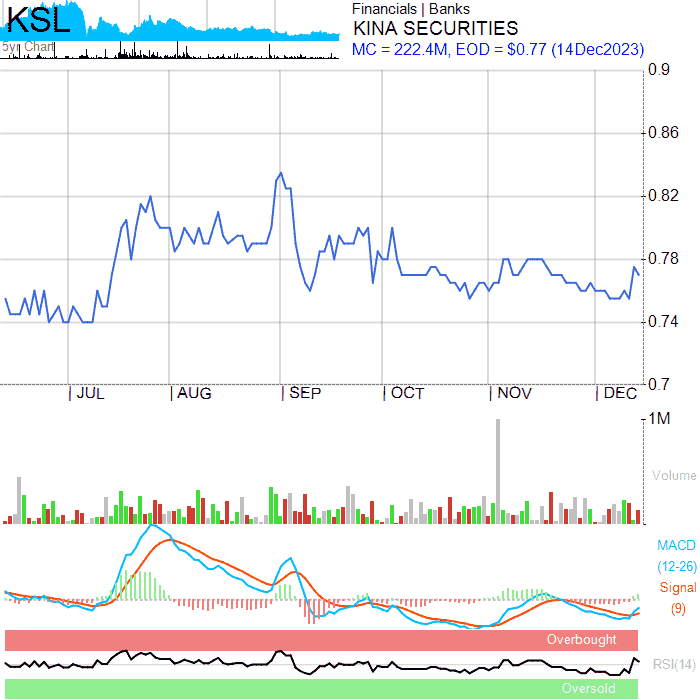 KSL
5yr Chart
Financials | Banks
KINA SECURITIES
MC = 222.4M, EOD = $0.77 (14Dec2023)
0.9
0.86
0.82
0.78
0.74
0.7
JUL AUG SEP OCT NOV DEC
1M
Volume
MACD
(12-26)
Signal
(9)
Overbought
RSI(14)
Oversold